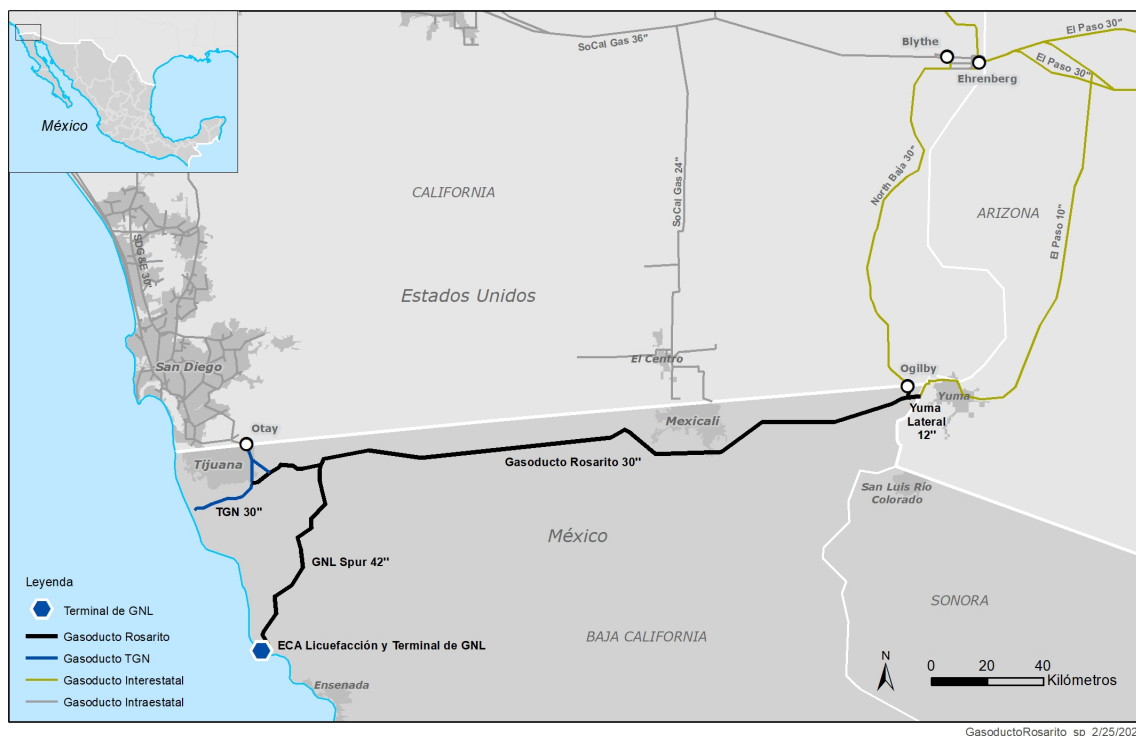 México
SoCal Gas 36"
El Paso 30"
El Paso 30"
Blythe
Ehrenberg
CALIFORNIA
SoCal Gas 24"
North Baja 30"
ARIZONA
El Paso 10"
SDG&E 30"
Estados Unidos
San Diego
El Centro
Ogilby
Yuma
Yuma
Lateral
12"
Otay
Mexicali
Tijuana
Gasoducto Rosarito 30"
San Luis Río
Colorado
TGN 30"
México
GNL Spur 42"
SONORA
BAJA CALIFORNIA
ECA Licuefacción y Terminal de GNL
Ensenada
Leyenda
Terminal de GNL
Gasoducto Rosarito
Gasoducto TGN
Gasoducto Interestatal
Gasoducto Intraestatal
N
0 20 40
Kilómetros
GasoductoRosarito_sp_2/25/202